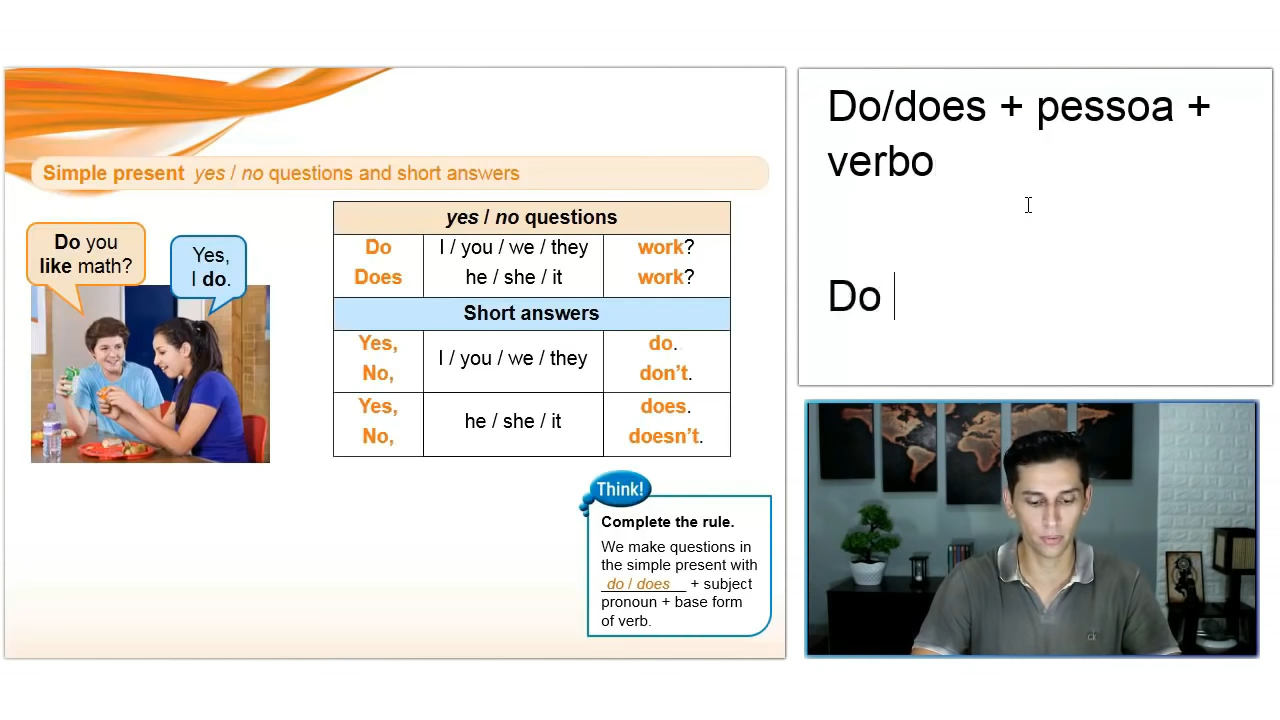 Simple present yes / no questions and short answers
Do you
like math?
Yes,
I do.
yes / no questions
Do I / you / we / they work?
Does he / she / it work?
Short answers
Yes, I / you / we / they do.
No, don’t.
Yes, he / she / it does.
No, doesn’t.
Think!
Complete the rule.
We make questions in
the simple present with
do / does + subject
pronoun + base form
of verb.
Do/does + pessoa +
verbo
Do
ck